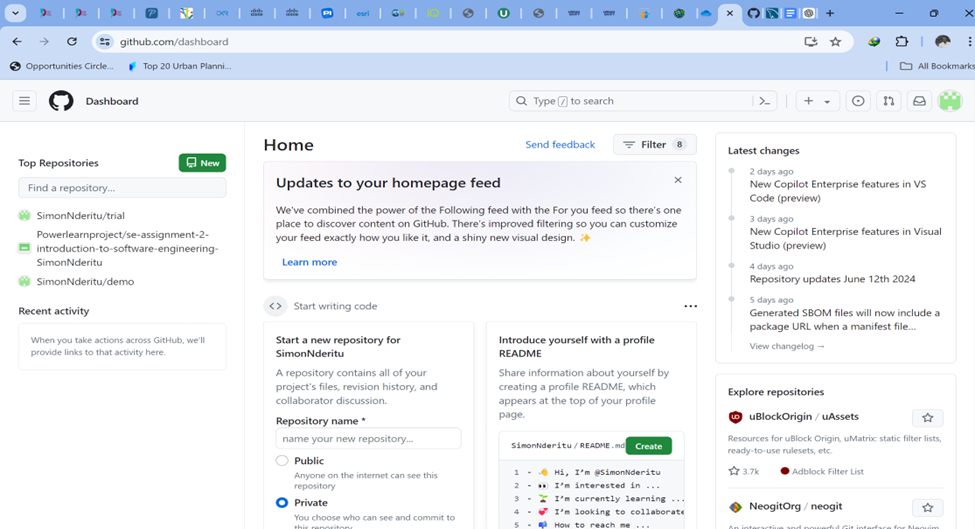 github.com/dashboard
Opportunities Circle...
Top 20 Urban Planni...
All Bookmarks
Dashboard
Type / to search
Top Repositories
New
Find a repository...
SimonNderitu/trial
Powerlearnproject/se-assignment-2-
introduction-to-software-engineering-
SimonNderitu
SimonNderitu/demo
Recent activity
When you take actions across GitHub, we'll
provide links to that activity here.
Home
Send feedback
Filter 8
Updates to your homepage feed
We've combined the power of the Following feed with the For you feed so there's one
place to discover content on GitHub. There's improved filtering so you can customize
your feed exactly how you like it, and a shiny new visual design. ✨
Learn more
Start writing code
Start a new repository for
SimonNderitu
A repository contains all of your
project's files, revision history, and
collaborator discussion.
Repository name *
name your new repository...
Public
Anyone on the internet can see this
repository
Private
You choose who can see and commit to
this repository
Introduce yourself with a profile
README
Share information about yourself by
creating a profile README, which
appears at the top of your profile
page.
SimonNderitu / README.md
Create
1 - 👋 Hi, I'm @SimonNderitu
2 - 👀 I'm interested in ...
3 - 🌱 I'm currently learning ...
4 - 💞️ I'm looking to collaborate
5 - 📫 How to reach me ...
Latest changes
2 days ago
New Copilot Enterprise features in VS
Code (preview)
3 days ago
New Copilot Enterprise features in Visual
Studio (preview)
4 days ago
Repository updates June 12th 2024
5 days ago
Generated SBOM files will now include a
package URL when a manifest file...
View changelog →
Explore repositories
uBlockOrigin / uAssets
Resources for uBlock Origin, uMatrix: static filter lists,
ready-to-use rulesets, etc.
3.7k
Adblock Filter List
NeogitOrg / neogit
An interactive and powerful Git interface for Neovim